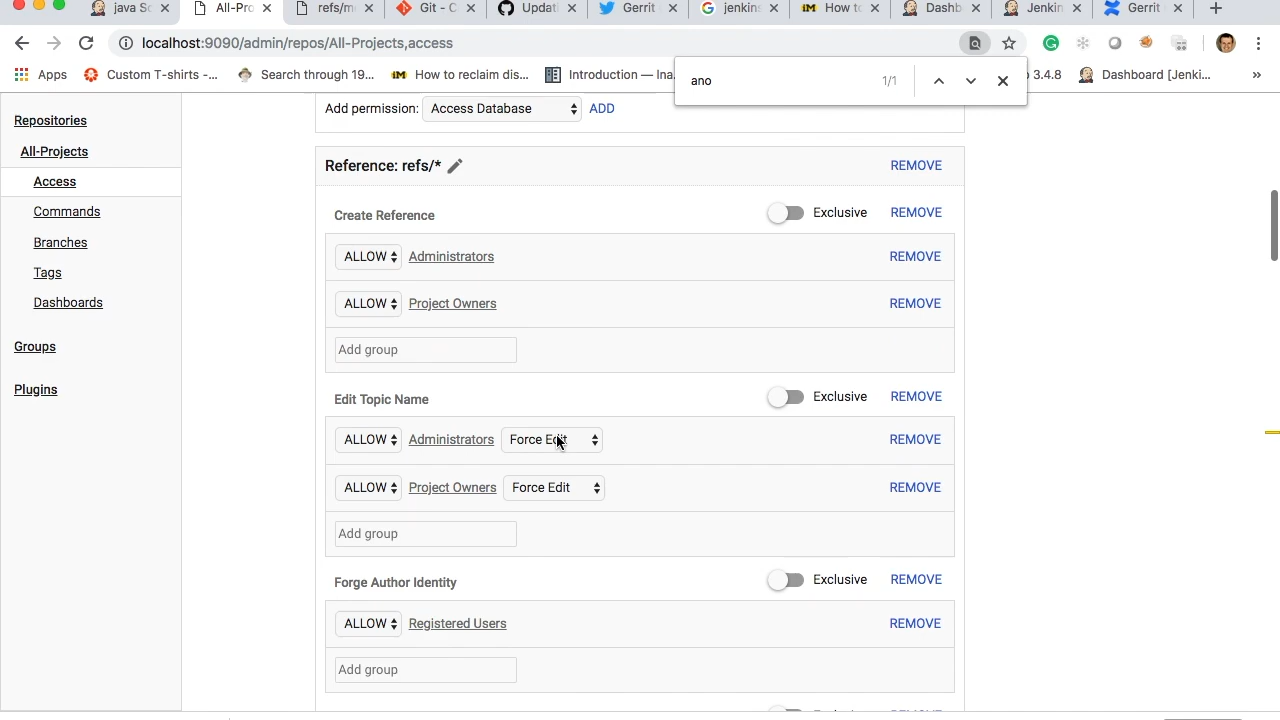 java Sc
All-Pro
refs/m
Git - C
Updati
Gerrit
jenkins
How to
Dashb
Jenkin
Gerrit
localhost:9090/admin/repos/All-Projects,access
Apps
Custom T-shirts -...
Search through 19...
How to reclaim dis...
Introduction — Ina
3.4.8
Dashboard [Jenki...
»
ano
1/1
Add permission: Access Database ADD
Repositories
All-Projects
Access
Commands
Branches
Tags
Dashboards
Groups
Plugins
Reference: refs/* REMOVE
Create Reference Exclusive REMOVE
ALLOW Administrators REMOVE
ALLOW Project Owners REMOVE
Add group
Edit Topic Name Exclusive REMOVE
ALLOW Administrators Force Edit REMOVE
ALLOW Project Owners Force Edit REMOVE
Add group
Forge Author Identity Exclusive REMOVE
ALLOW Registered Users REMOVE
Add group